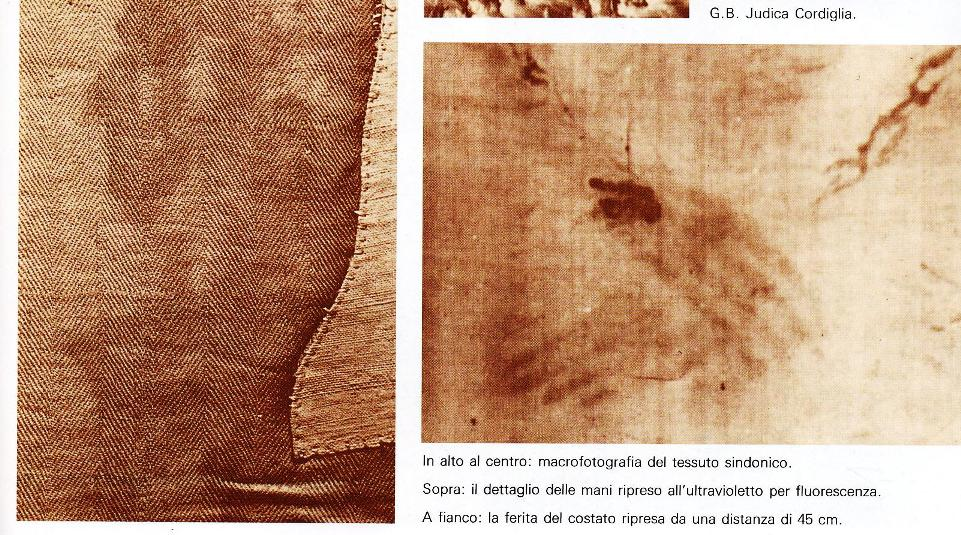 G.B. Judica Cordiglia.
In alto al centro: macrofotografia del tessuto sindonico.
Sopra: il dettaglio delle mani ripreso all'ultravioletto per fluorescenza.
A fianco: la ferita del costato ripresa da una distanza di 45 cm.